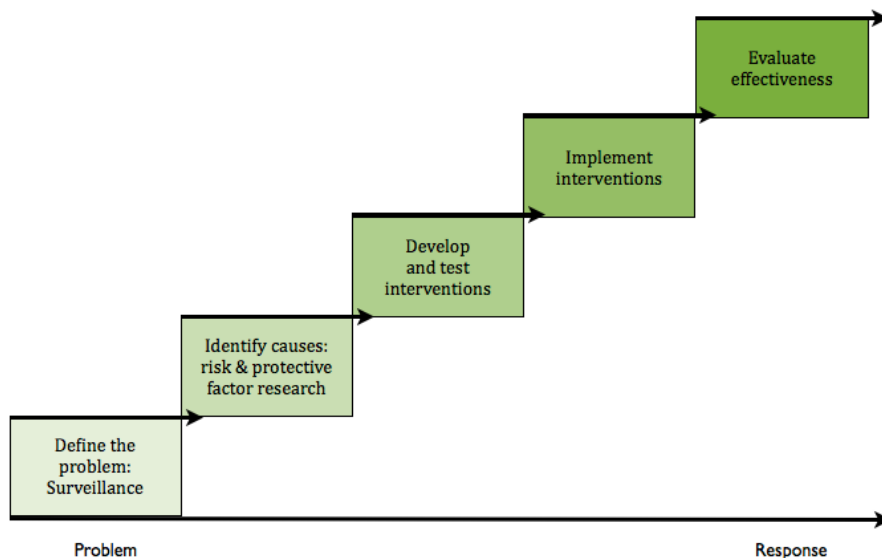 Evaluate
effectiveness
Implement
interventions
Develop
and test
interventions
Identify causes:
risk & protective
factor research
Define the
problem:
Surveillance
Problem
Response